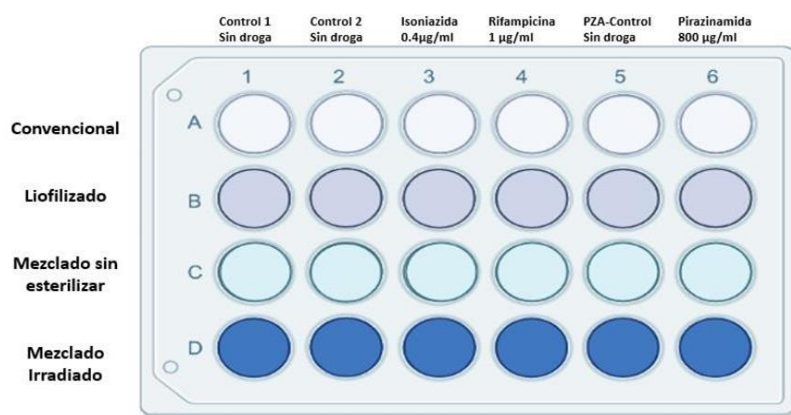 Control 1 Control 2 Isoniazida Rifampicina PZA-Control Pirazinamida
Sin droga Sin droga 0.4µg/ml 1 µg/ml Sin droga 800 µg/ml
1 2 3 4 5 6
Convencional A
Liofilizado B
Mezclado sin
esterilizar C
Mezclado D
Irradiado